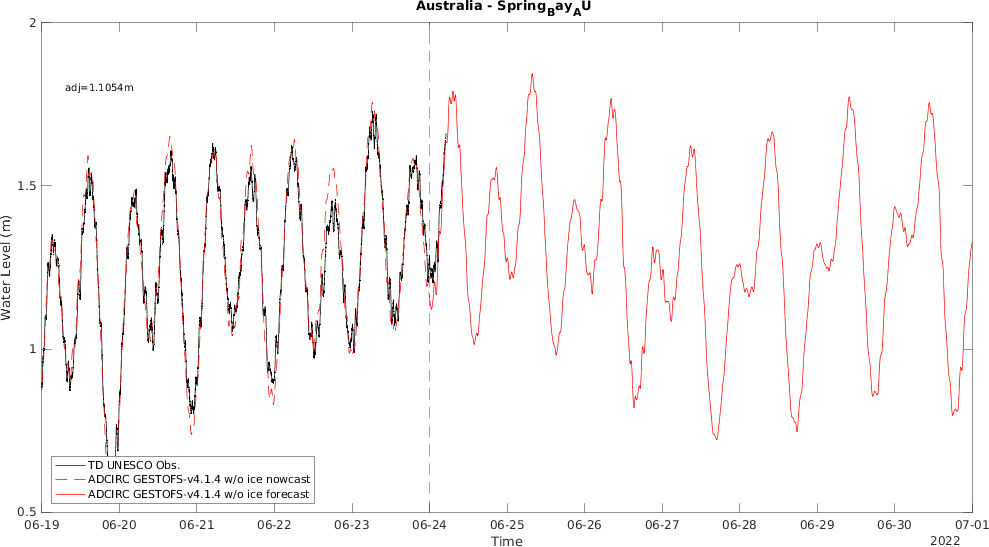 Australia - SpringBayAU
2
adj=1.1054m
1.5
Water Level (m)
1
TD UNESCO Obs.
ADCIRC GESTOFS-v4.1.4 w/o ice nowcast
ADCIRC GESTOFS-v4.1.4 w/o ice forecast
0.5
06-19 06-20 06-21 06-22 06-23 06-24 06-25 06-26 06-27 06-28 06-29 06-30 07-01
Time
2022